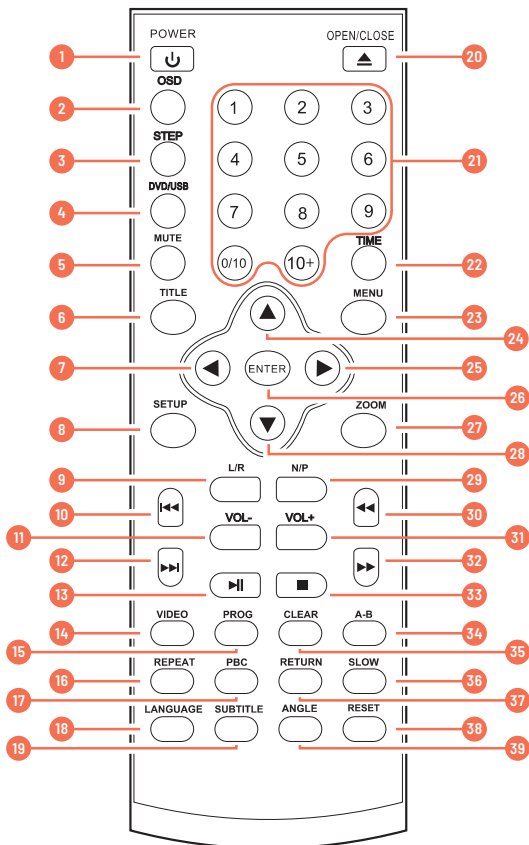 POWER OPEN/CLOSE
1 20
OSD
2 1 2 3
STEP
3 4 5 6 21
DVD/USB
4 7 8 9
MUTE TIME
5 0/10 10+ 22
TITLE MENU
6 23
24
7 ENTER 25
26
SETUP ZOOM
8 27
28
L/R N/P
9 29
10 30
VOL- VOL+
11 31
12 32
13 33
VIDEO PROG CLEAR A-B
14 34
15 35
REPEAT PBC RETURN SLOW
16 36
17 37
LANGUAGE SUBTITLE ANGLE RESET
18 38
19 39